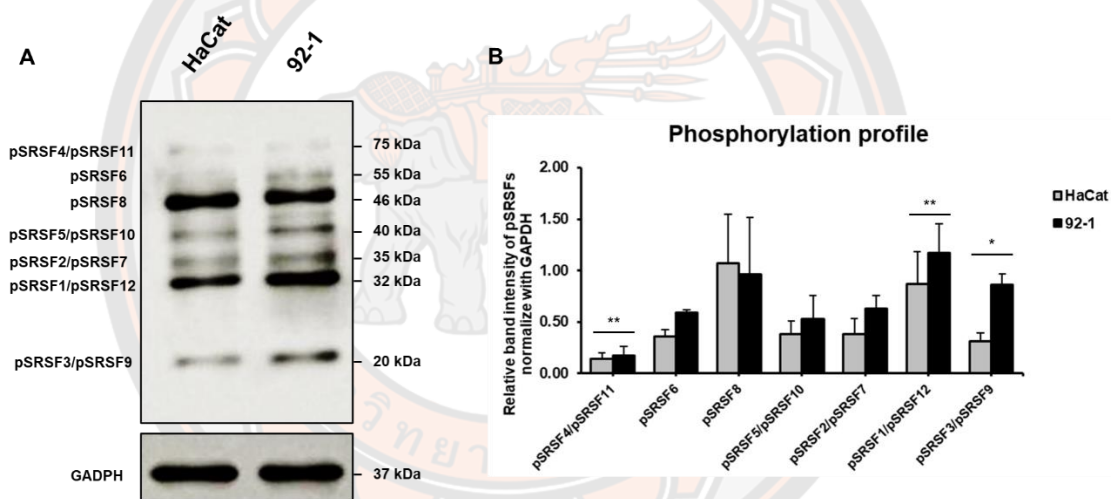 A
HaCat
92-1
pSRSF4/pSRSF11
pSRSF6
pSRSF8
pSRSF5/pSRSF10
pSRSF2/pSRSF7
pSRSF1/pSRSF12
pSRSF3/pSRSF9
75 kDa
55 kDa
46 kDa
40 kDa
35 kDa
32 kDa
20 kDa
GADPH
37 kDa
B
Phosphorylation profile
Relative band intensity of pSRSFs
normalize with GAPDH
2.00
1.50
1.00
0.50
0.00
**
**
*
pSRSF4/pSRSF11
pSRSF6
pSRSF8
pSRSF5/pSRSF10
pSRSF2/pSRSF7
pSRSF1/pSRSF12
pSRSF3/pSRSF9
HaCat
92-1